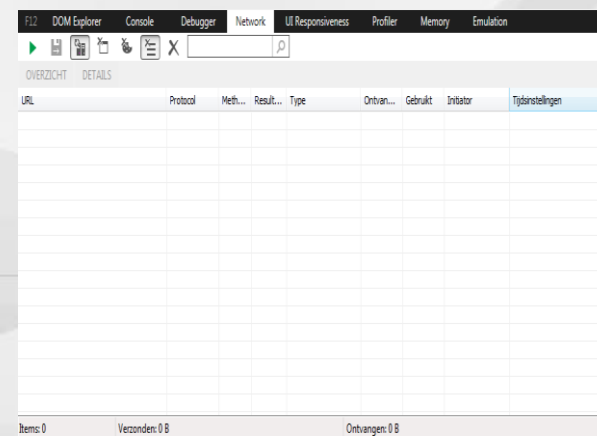 F12 DOM Explorer Console Debugger Network UI Responsiveness Profiler Memory Emulation
OVERZICHT DETAILS
URL Protocol Meth... Result... Type Ontvan... Gebruikt Initiator Tijdsinstellingen
Items: 0 Verzonden: 0 B Ontvangen: 0 B